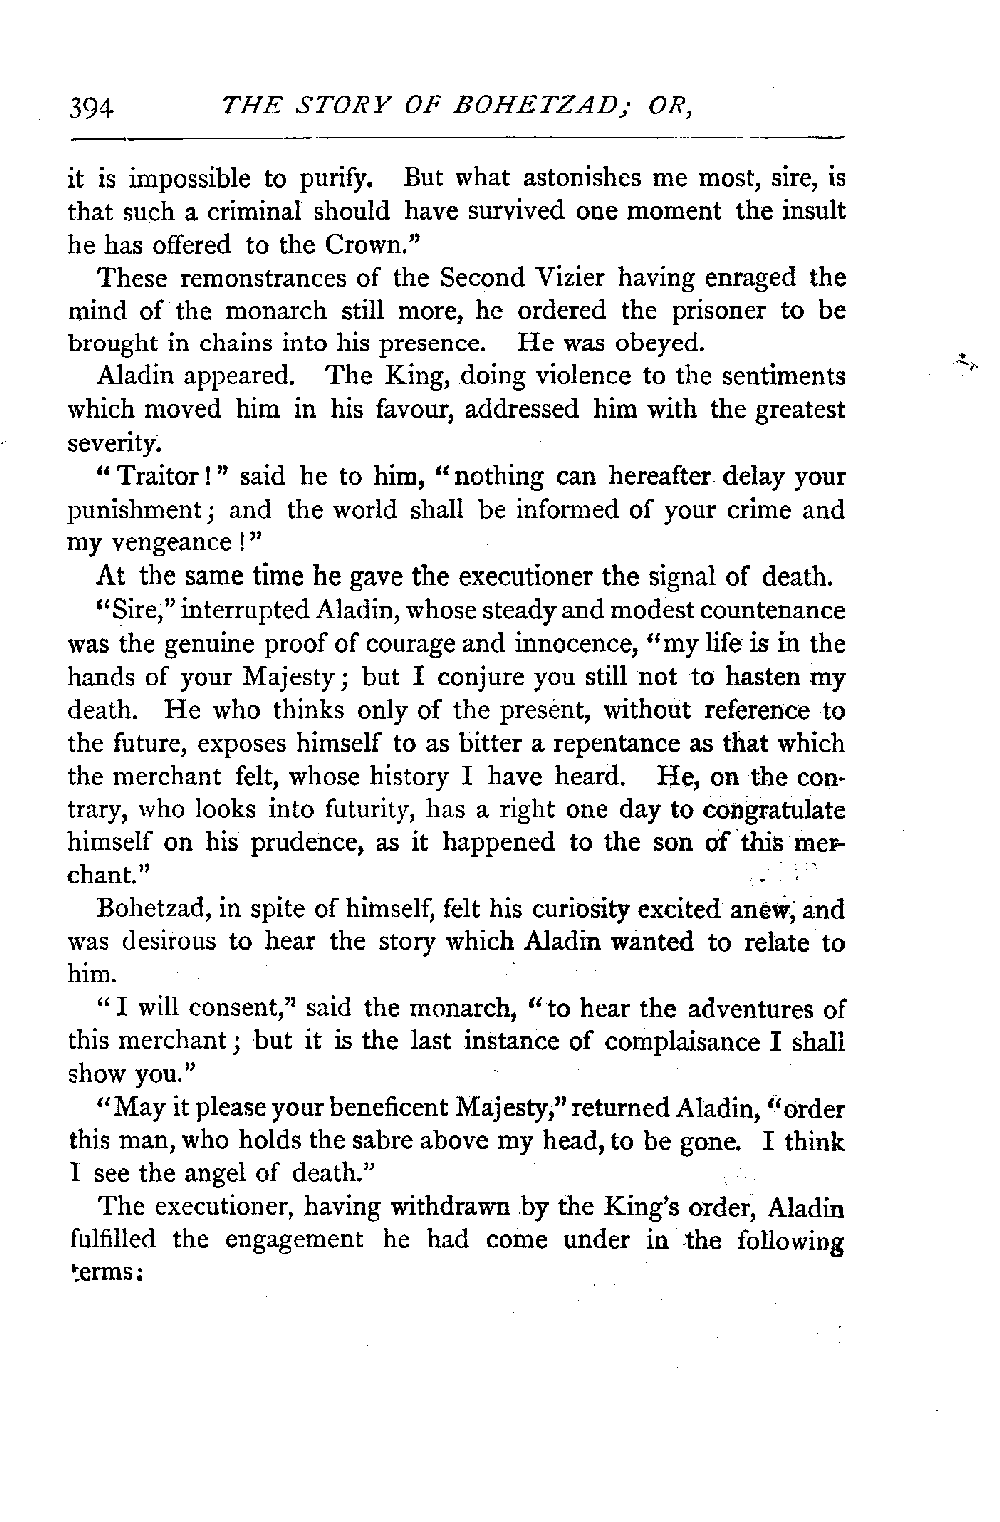 394 THE STORY OF BOHETZAD; OR,
it is impossible to purify. But what astonishes me most, sire, is
that such a criminal should have survived one moment the insult
he has offered to the Crown."
These remonstrances of the Second Vizier having enraged the
mind of the monarch still more, he ordered the prisoner to be
brought in chains into his presence. He was obeyed.
Aladin appeared. The King, doing violence to the sentiments
which moved him in his favour, addressed him with the greatest
severity.
"Traitor!" said he to him, "nothing can hereafter delay your
punishment; and the world shall be informed of your crime and
my vengeance!"
At the same time he gave the executioner the signal of death.
"Sire," interrupted Aladin, whose steady and modest countenance
was the genuine proof of courage and innocence, "my life is in the
hands of your Majesty; but I conjure you still not to hasten my
death. He who thinks only of the present, without reference to
the future, exposes himself to as bitter a repentance as that which
the merchant felt, whose history I have heard. He, on the con-
trary, who looks into futurity, has a right one day to congratulate
himself on his prudence, as it happened to the son of this mer-
chant."
Bohetzad, in spite of himself, felt his curiosity excited anew, and
was desirous to hear the story which Aladin wanted to relate to
him.
"I will consent," said the monarch, "to hear the adventures of
this merchant; but it is the last instance of complaisance I shall
show you."
"May it please your beneficent Majesty," returned Aladin, "order
this man, who holds the sabre above my head, to be gone. I think
I see the angel of death."
The executioner, having withdrawn by the King's order, Aladin
fulfilled the engagement he had come under in the following
terms: